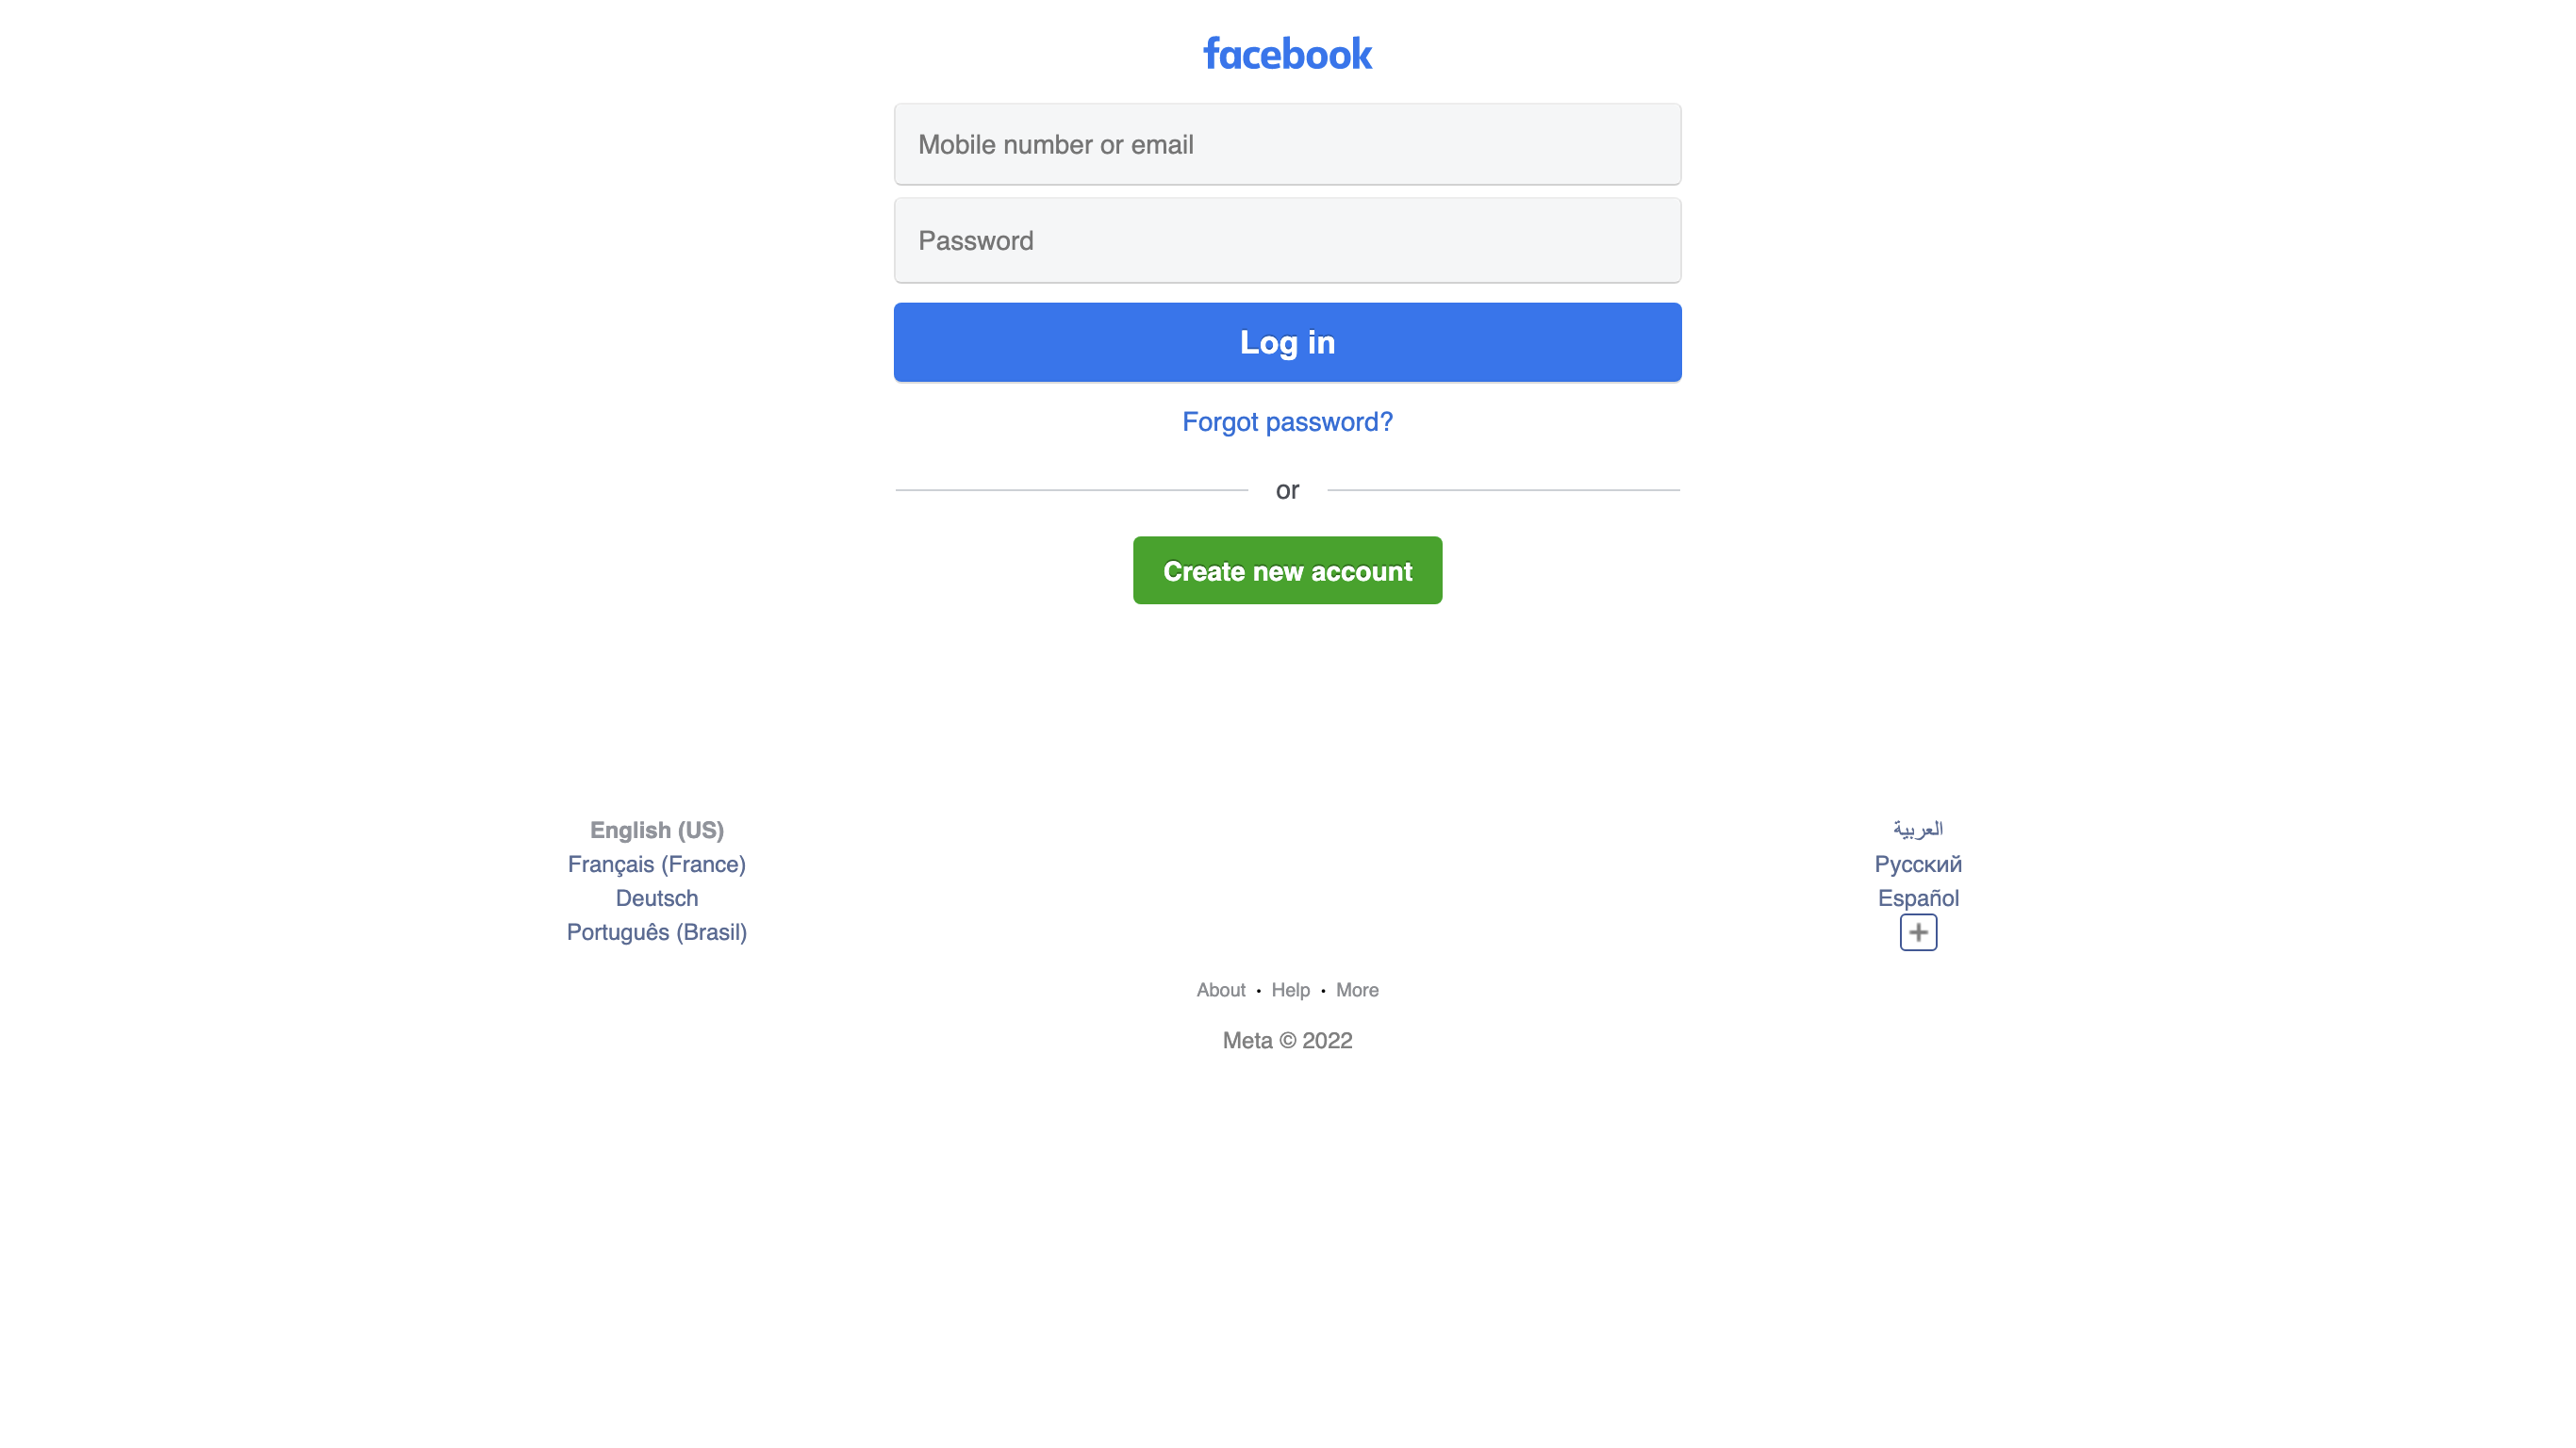 facebook
Mobile number or email
Password
Log in
Forgot password?
or
Create new account
English (US)
Français (France)
Deutsch
Português (Brasil)
العربية
Русский
Español
About · Help · More
Meta © 2022